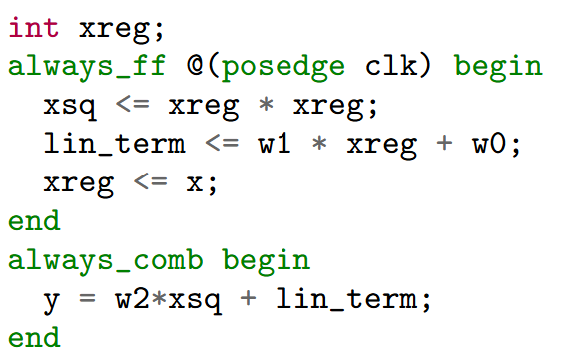 int xreg;
always_ff @(posedge clk) begin
  xsq <= xreg * xreg;
  lin_term <= w1 * xreg + w0;
  xreg <= x;
end
always_comb begin
  y = w2*xsq + lin_term;
end